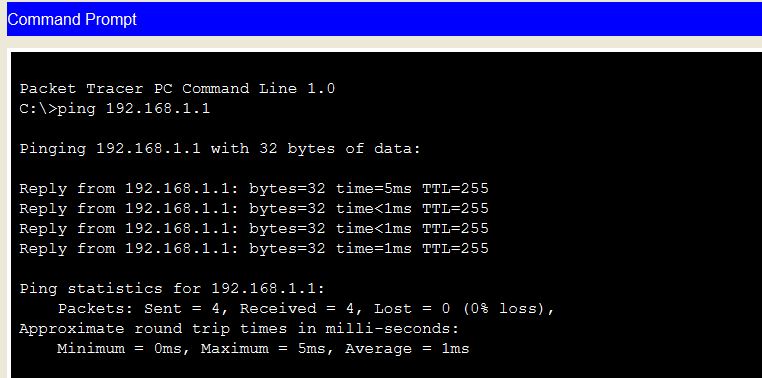 Command Prompt
Packet Tracer PC Command Line 1.0
C:\>ping 192.168.1.1
Pinging 192.168.1.1 with 32 bytes of data:
Reply from 192.168.1.1: bytes=32 time=5ms TTL=255
Reply from 192.168.1.1: bytes=32 time<1ms TTL=255
Reply from 192.168.1.1: bytes=32 time<1ms TTL=255
Reply from 192.168.1.1: bytes=32 time=1ms TTL=255
Ping statistics for 192.168.1.1:
Packets: Sent = 4, Received = 4, Lost = 0 (0% loss),
Approximate round trip times in milli-seconds:
Minimum = 0ms, Maximum = 5ms, Average = 1ms